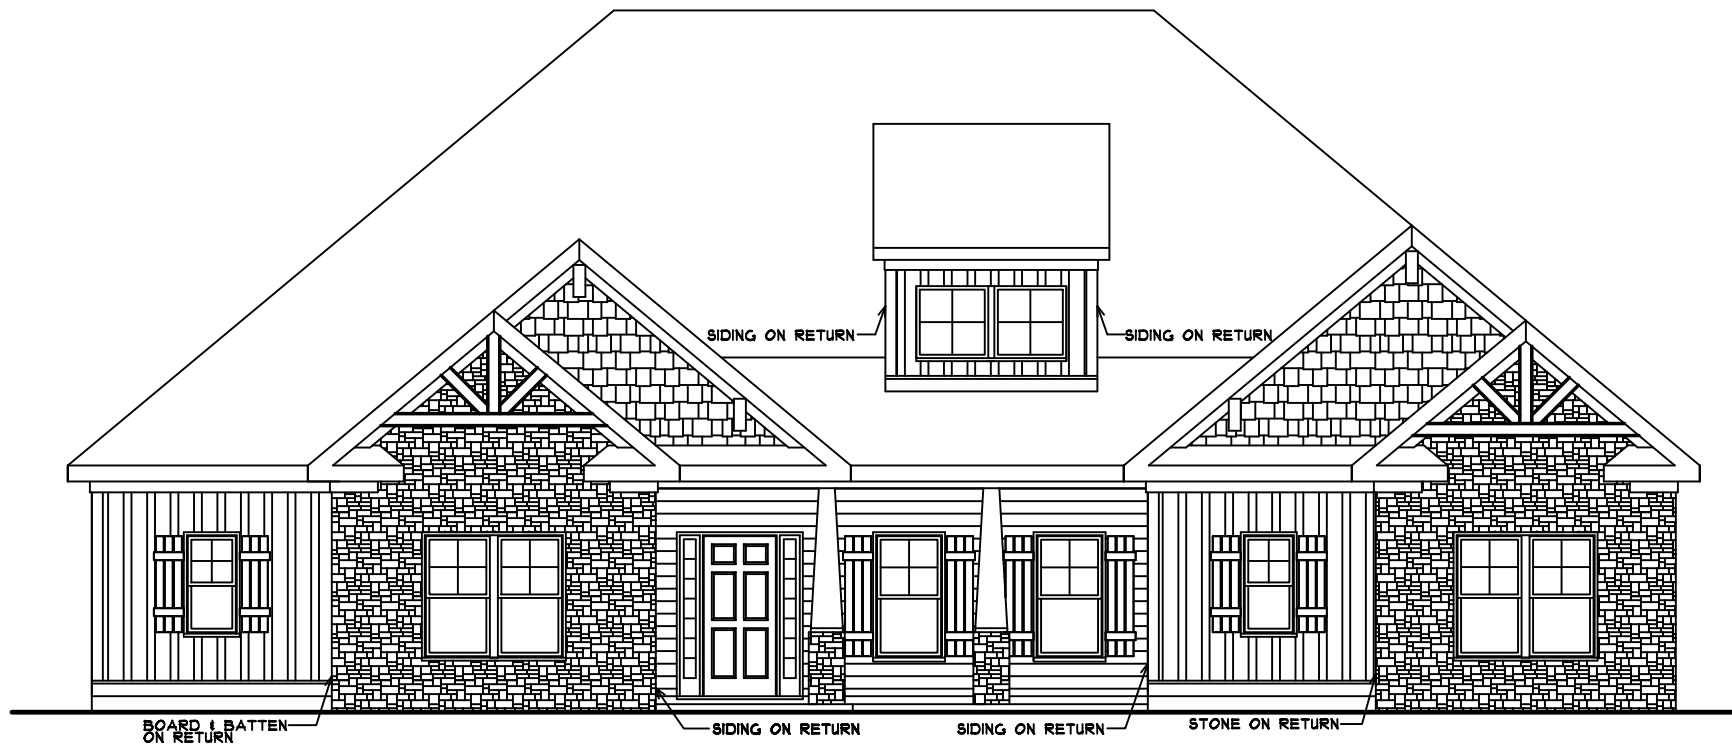 SIDING ON RETURN
SIDING ON RETURN
BOARD & BATTEN
ON RETURN
SIDING ON RETURN
SIDING ON RETURN
STONE ON RETURN